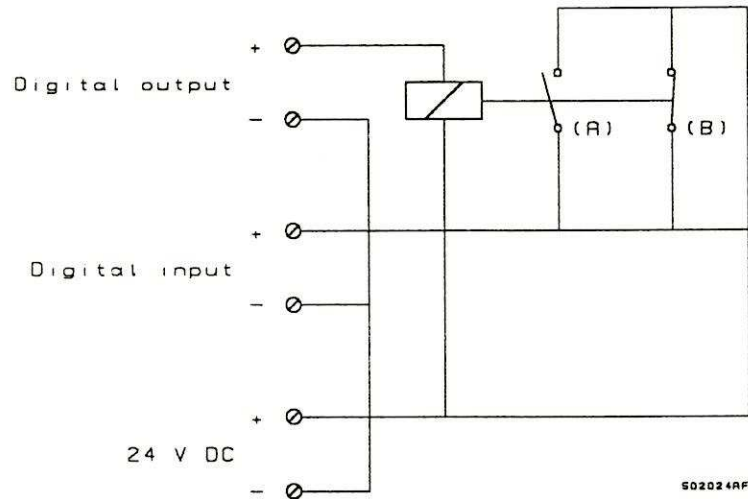 +
Digital output
(A)
(B)
−
+
Digital input
−
+
24 V DC
−
S02024AF